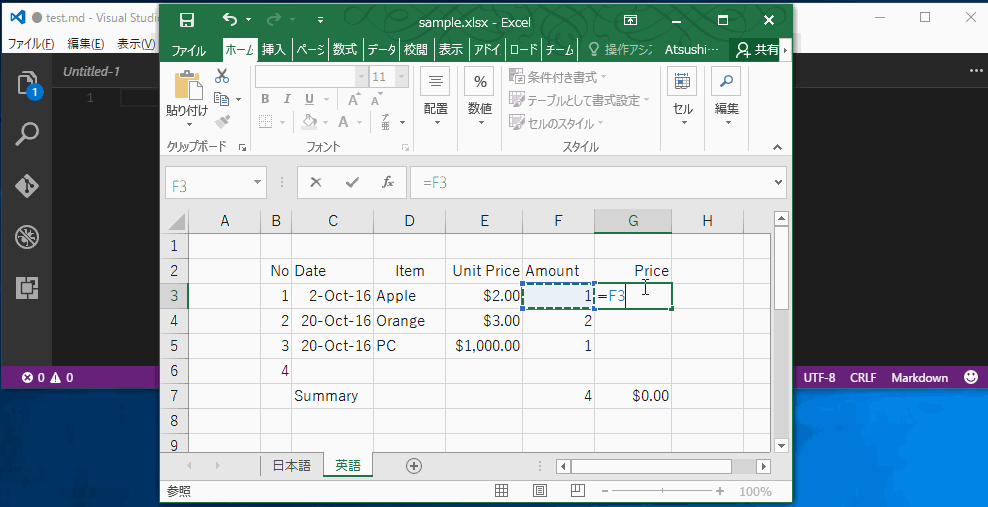 test.md - Visual Studi
ファイル(F) 編集(E) 表示(V)
Untitled-1
1
1
0 0
UTF-8 CRLF Markdown
sample.xlsx - Excel
ファイル ホーム 挿入 ページ 数式 データ 校閲 表示 アドイ ロード チーム 操作アシ Atsushi… 共有
貼り付け
クリップボード
11
B I U A A
A 亜
フォント
配置
%
数値
条件付き書式
テーブルとして書式設定
セルのスタイル
スタイル
セル
編集
F3 fx =F3
A B C D E F G H
1
2 No Date Item Unit Price Amount Price
3 1 2-Oct-16 Apple $2.00 1 =F3
4 2 20-Oct-16 Orange $3.00 2
5 3 20-Oct-16 PC $1,000.00 1
6 4
7 Summary 4 $0.00
8
9
日本語 英語
参照 100%